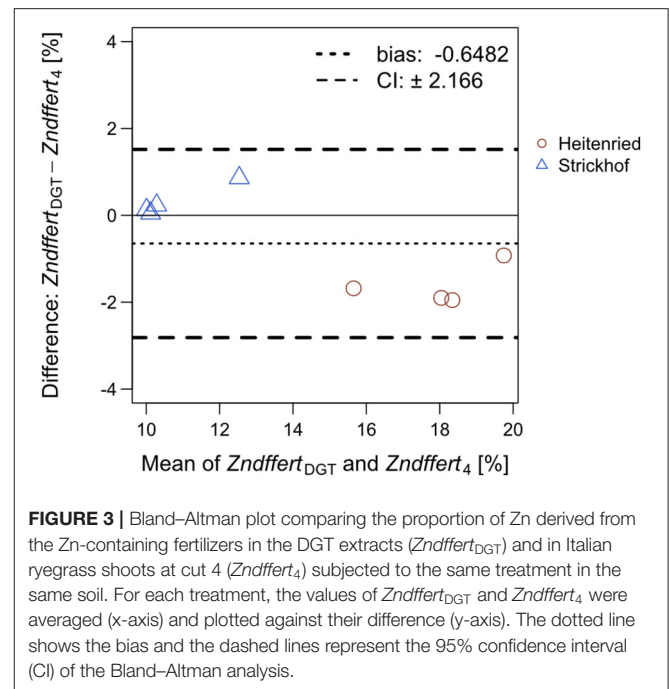 4
2
0
-2
-4
Difference: ZndffertDGT − Zndffert4 [%]
bias: -0.6482
CI: ± 2.166
Heitenried
Strickhof
10 12 14 16 18 20
Mean of ZndffertDGT and Zndffert4 [%]
FIGURE 3 | Bland–Altman plot comparing the proportion of Zn derived from
the Zn-containing fertilizers in the DGT extracts (ZndffertDGT) and in Italian
ryegrass shoots at cut 4 (Zndffert4) subjected to the same treatment in the
same soil. For each treatment, the values of ZndffertDGT and Zndffert4 were
averaged (x-axis) and plotted against their difference (y-axis). The dotted line
shows the bias and the dashed lines represent the 95% confidence interval
(CI) of the Bland–Altman analysis.